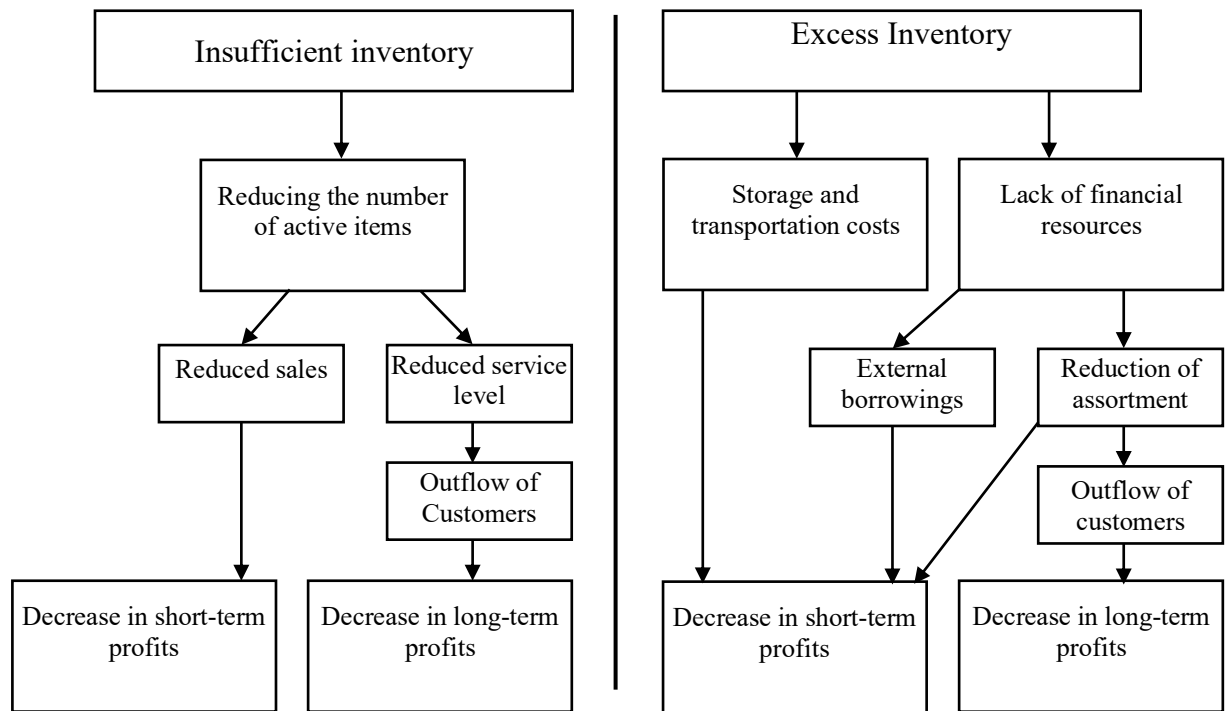 Insufficient inventory
Reducing the number
of active items
Reduced sales
Reduced service
level
Outflow of
Customers
Decrease in short-term
profits
Decrease in long-term
profits
Excess Inventory
Storage and
transportation costs
Lack of financial
resources
External
borrowings
Reduction of
assortment
Outflow of
customers
Decrease in short-term
profits
Decrease in long-term
profits